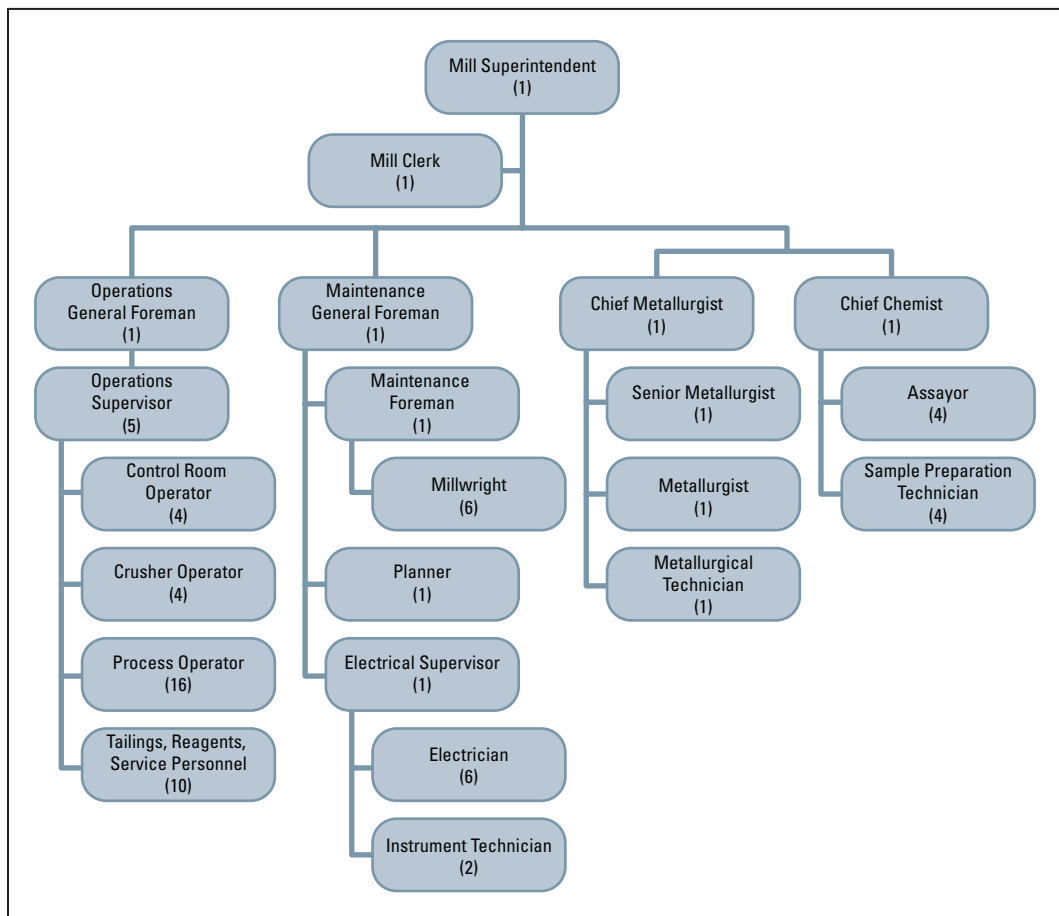 Mill Superintendent
(1)
Mill Clerk
(1)
Operations
General Foreman
(1)
Maintenance
General Foreman
(1)
Chief Metallurgist
(1)
Chief Chemist
(1)
Operations
Supervisor
(5)
Maintenance
Foreman
(1)
Senior Metallurgist
(1)
Assayor
(4)
Control Room
Operator
(4)
Millwright
(6)
Metallurgist
(1)
Sample Preparation
Technician
(4)
Crusher Operator
(4)
Planner
(1)
Metallurgical
Technician
(1)
Process Operator
(16)
Electrical Supervisor
(1)
Tailings, Reagents,
Service Personnel
(10)
Electrician
(6)
Instrument Technician
(2)